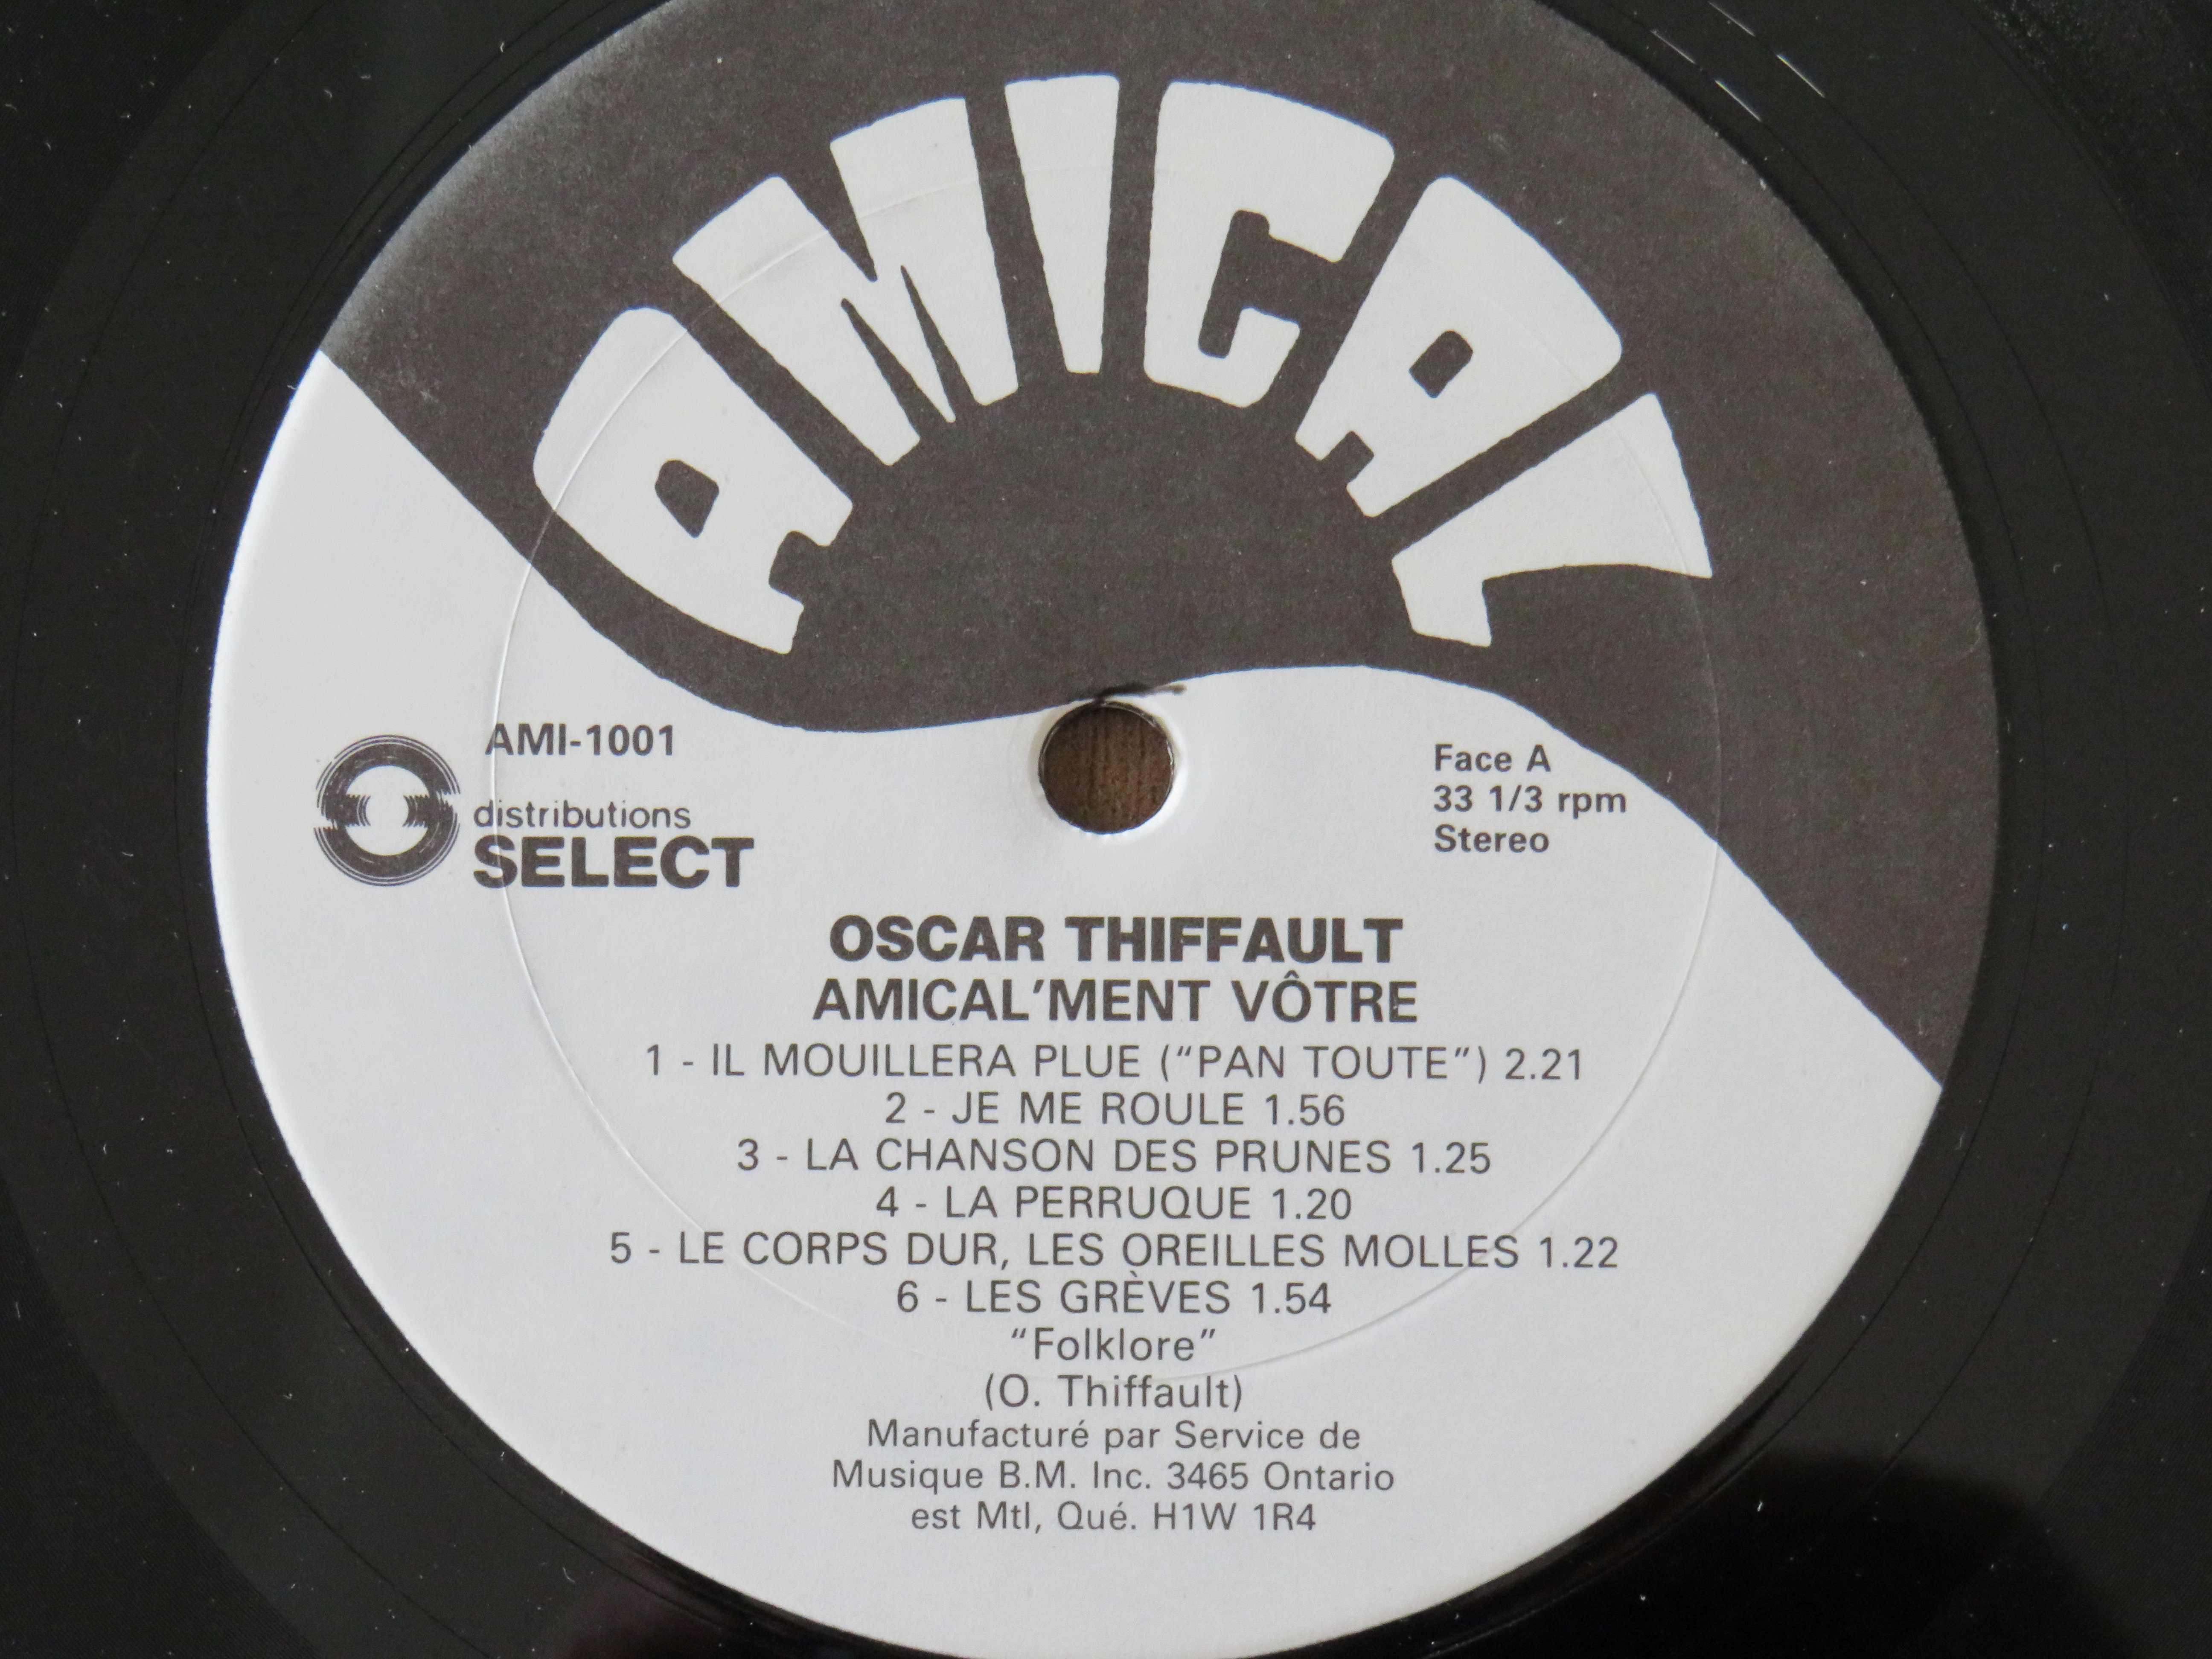 AMICAL
AMI-1001
distributions
SELECT
Face A
33 1/3 rpm
Stereo
OSCAR THIFFAULT
AMICAL'MENT VÔTRE
1 - IL MOUILLERA PLUE (“PAN TOUTE”) 2.21
2 - JE ME ROULE 1.56
3 - LA CHANSON DES PRUNES 1.25
4 - LA PERRUQUE 1.20
5 - LE CORPS DUR, LES OREILLES MOLLES 1.22
6 - LES GRÈVES 1.54
“Folklore”
(O. Thiffault)
Manufacturé par Service de
Musique B.M. Inc. 3465 Ontario
est Mtl, Qué. H1W 1R4